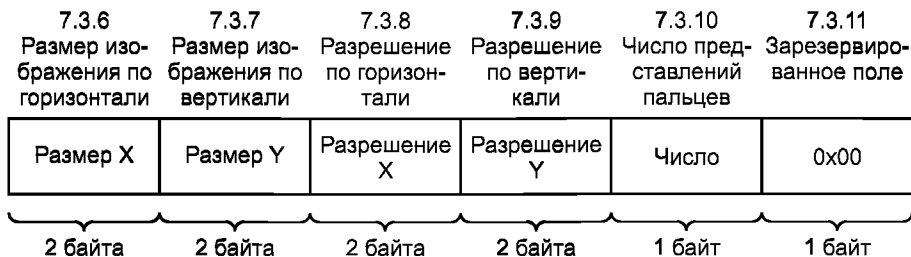 7.3.6 7.3.7 7.3.8 7.3.9 7.3.10 7.3.11
Размер изо- Размер изо- Разрешение Разрешение Число пред- Зарезервиро-
бражения по бражения по по горизон- по верти- ставлений ванное поле
горизонтали вертикали тали кали пальцев
Размер X Размер Y Разрешение X Разрешение Y Число 0x00
2 байта 2 байта 2 байта 2 байта 1 байт 1 байт